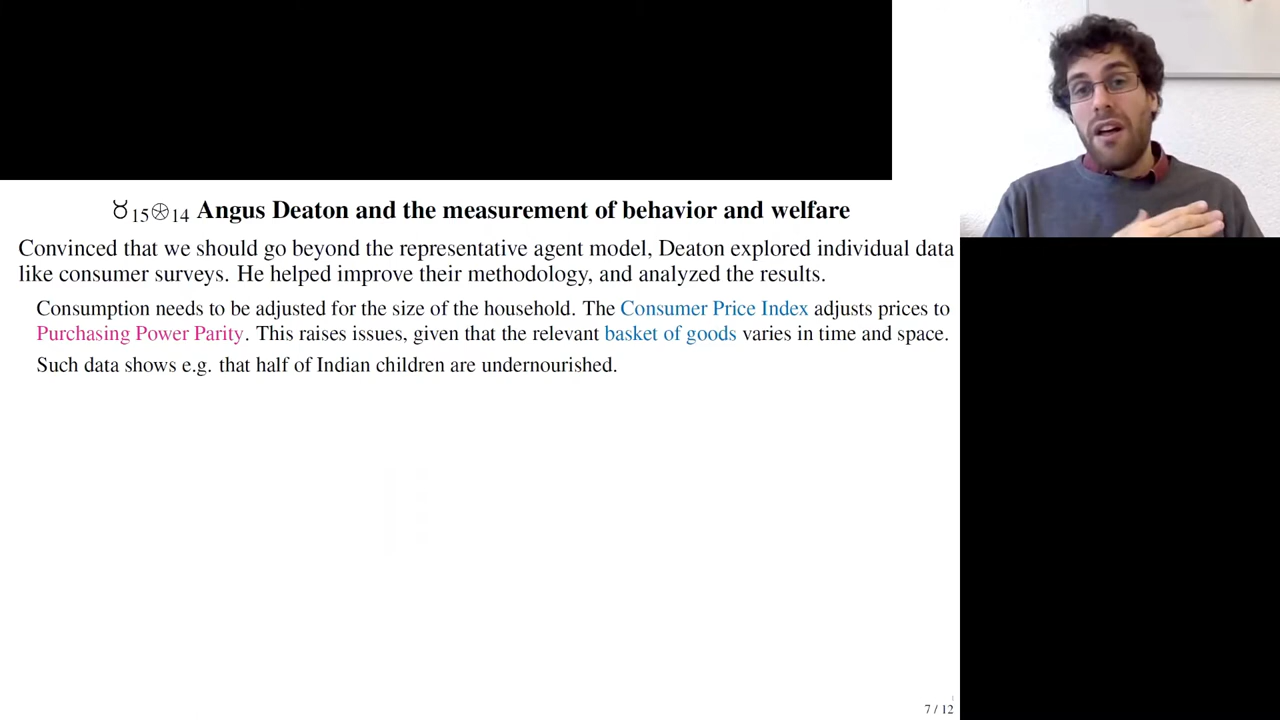 ♉15⊛14 Angus Deaton and the measurement of behavior and welfare
Convinced that we should go beyond the representative agent model, Deaton explored individual data
like consumer surveys. He helped improve their methodology, and analyzed the results.
Consumption needs to be adjusted for the size of the household. The Consumer Price Index adjusts prices to
Purchasing Power Parity. This raises issues, given that the relevant basket of goods varies in time and space.
Such data shows e.g. that half of Indian children are undernourished.
7 / 12